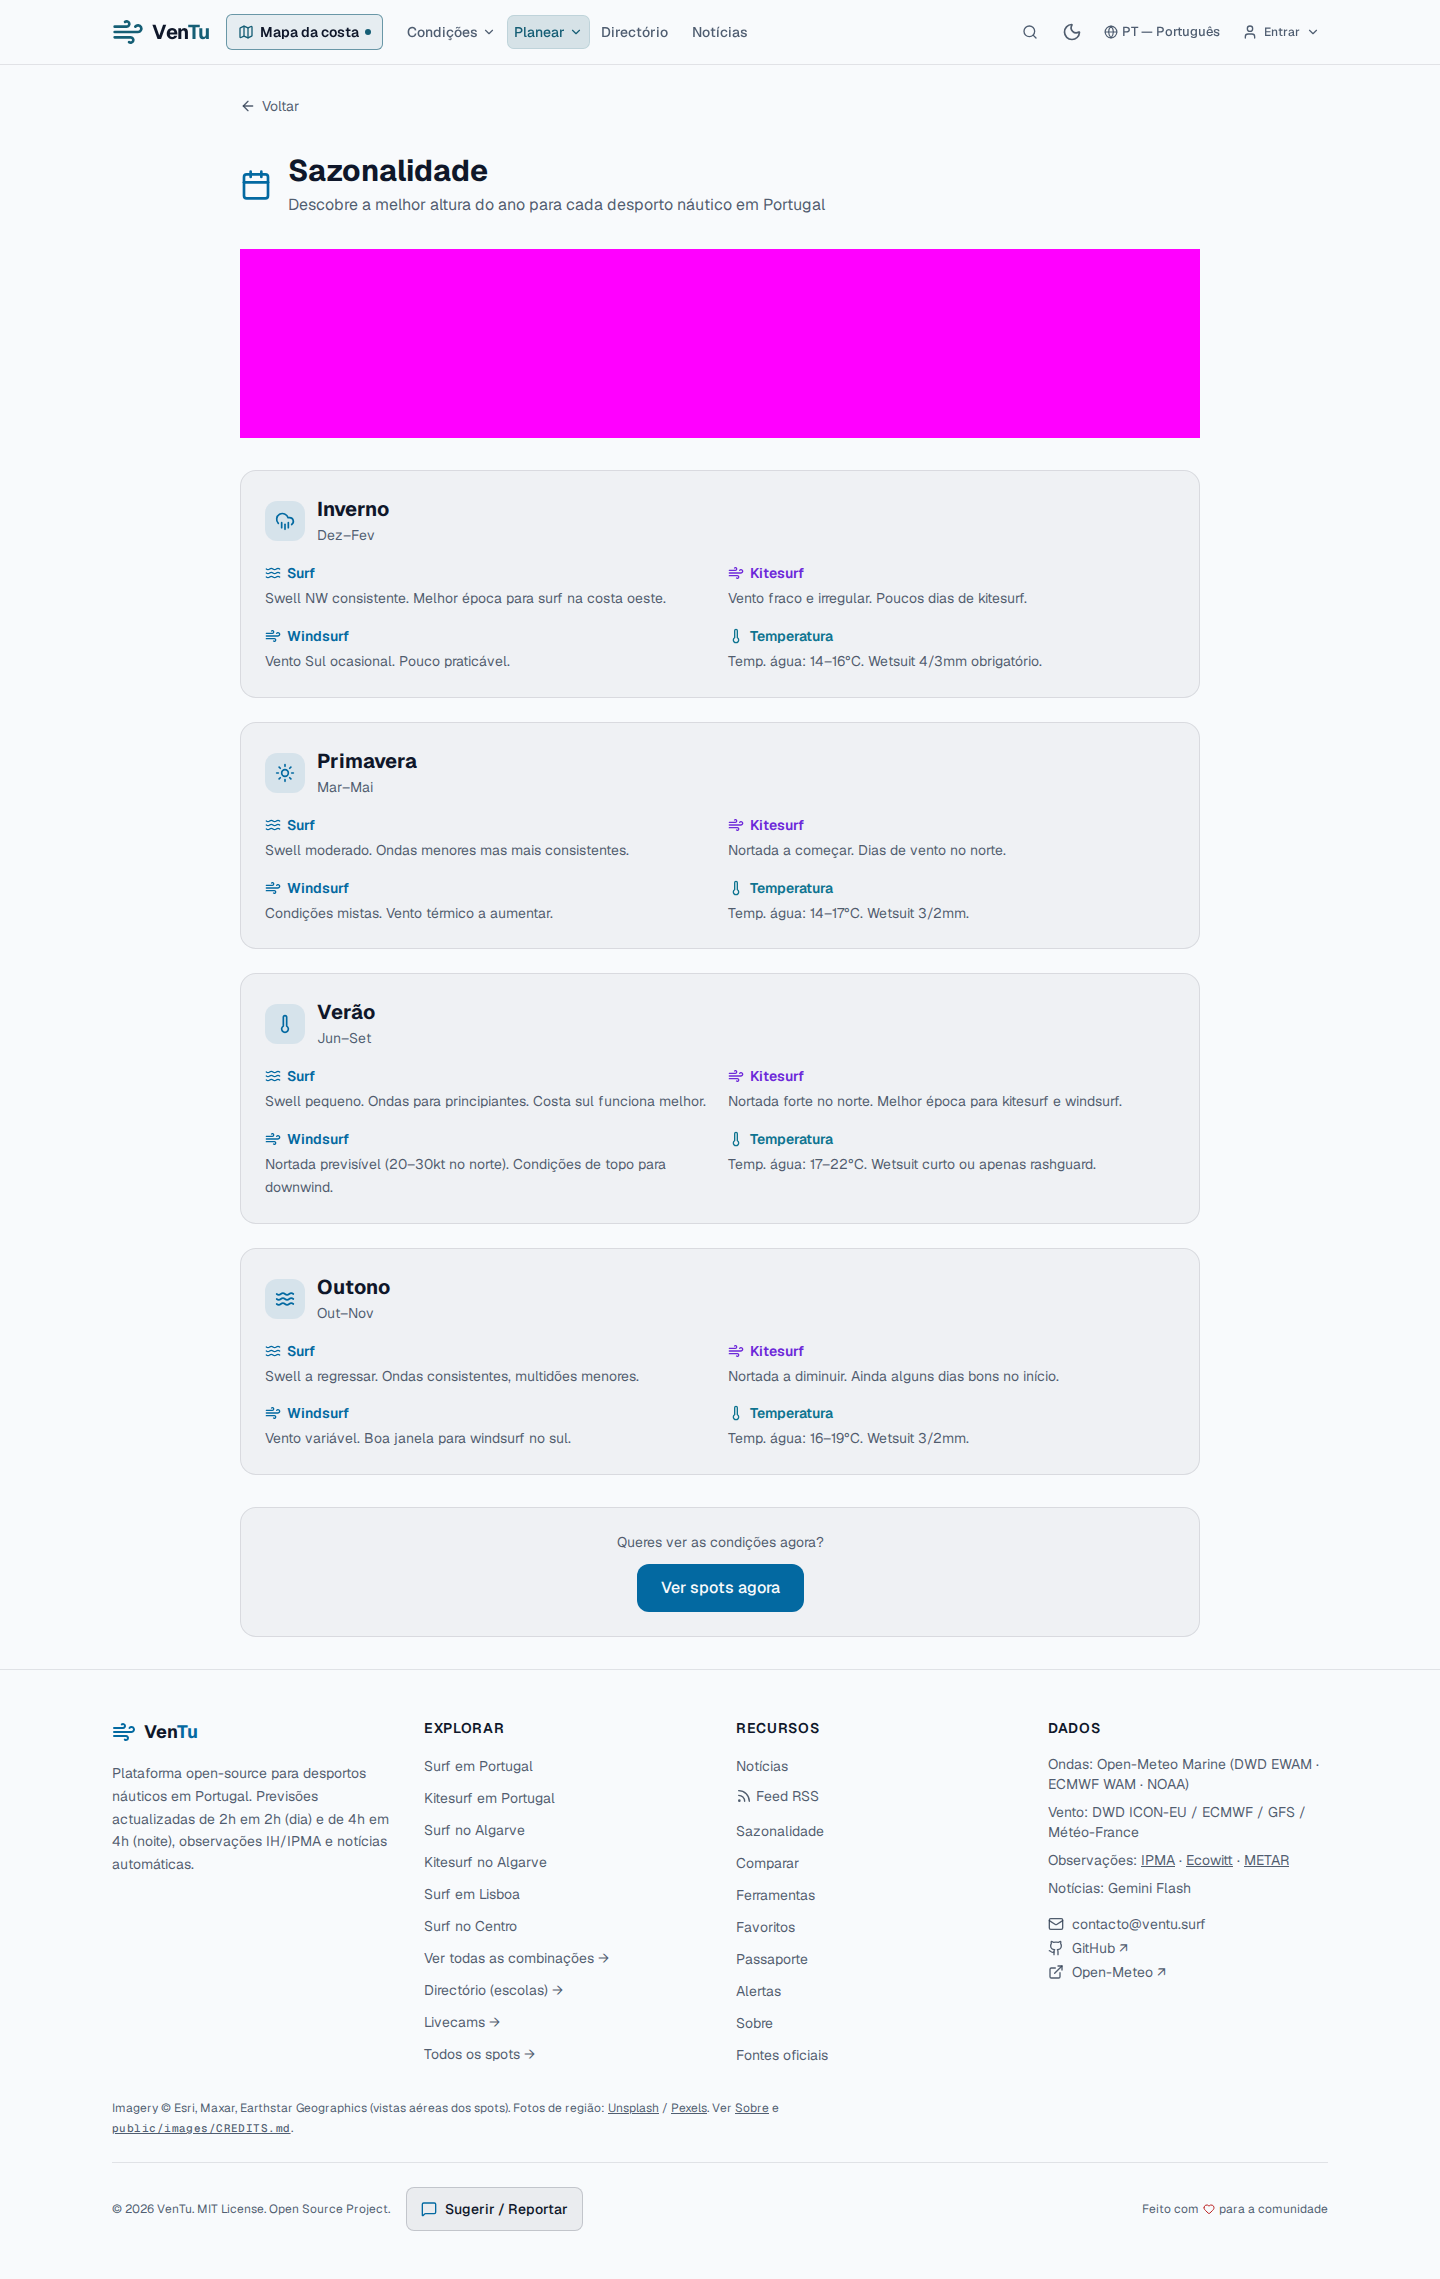 VenTu
Mapa da costa
Condições
Planear
Directório
Notícias
PT — Português
Entrar
Voltar
Sazonalidade
Descobre a melhor altura do ano para cada desporto náutico em Portugal
Inverno
Dez–Fev
Surf
Swell NW consistente. Melhor época para surf na costa oeste.
Kitesurf
Vento fraco e irregular. Poucos dias de kitesurf.
Windsurf
Vento Sul ocasional. Pouco praticável.
Temperatura
Temp. água: 14–16°C. Wetsuit 4/3mm obrigatório.
Primavera
Mar–Mai
Surf
Swell moderado. Ondas menores mas mais consistentes.
Kitesurf
Nortada a começar. Dias de vento no norte.
Windsurf
Condições mistas. Vento térmico a aumentar.
Temperatura
Temp. água: 14–17°C. Wetsuit 3/2mm.
Verão
Jun–Set
Surf
Swell pequeno. Ondas para principiantes. Costa sul funciona melhor.
Kitesurf
Nortada forte no norte. Melhor época para kitesurf e windsurf.
Windsurf
Nortada previsível (20–30kt no norte). Condições de topo para
downwind.
Temperatura
Temp. água: 17–22°C. Wetsuit curto ou apenas rashguard.
Outono
Out–Nov
Surf
Swell a regressar. Ondas consistentes, multidões menores.
Kitesurf
Nortada a diminuir. Ainda alguns dias bons no início.
Windsurf
Vento variável. Boa janela para windsurf no sul.
Temperatura
Temp. água: 16–19°C. Wetsuit 3/2mm.
Queres ver as condições agora?
Ver spots agora
VenTu
Plataforma open-source para desportos
náuticos em Portugal. Previsões
actualizadas de 2h em 2h (dia) e de 4h em
4h (noite), observações IH/IPMA e notícias
automáticas.
EXPLORAR
Surf em Portugal
Kitesurf em Portugal
Surf no Algarve
Kitesurf no Algarve
Surf em Lisboa
Surf no Centro
Ver todas as combinações →
Directório (escolas) →
Livecams →
Todos os spots →
RECURSOS
Notícias
Feed RSS
Sazonalidade
Comparar
Ferramentas
Favoritos
Passaporte
Alertas
Sobre
Fontes oficiais
DADOS
Ondas: Open-Meteo Marine (DWD EWAM ·
ECMWF WAM · NOAA)
Vento: DWD ICON-EU / ECMWF / GFS /
Météo-France
Observações: IPMA · Ecowitt · METAR
Notícias: Gemini Flash
contacto@ventu.surf
GitHub ↗
Open-Meteo ↗
Imagery © Esri, Maxar, Earthstar Geographics (vistas aéreas dos spots). Fotos de região: Unsplash / Pexels. Ver Sobre e
public/images/CREDITS.md.
© 2026 VenTu. MIT License. Open Source Project.
Sugerir / Reportar
Feito com ♡ para a comunidade